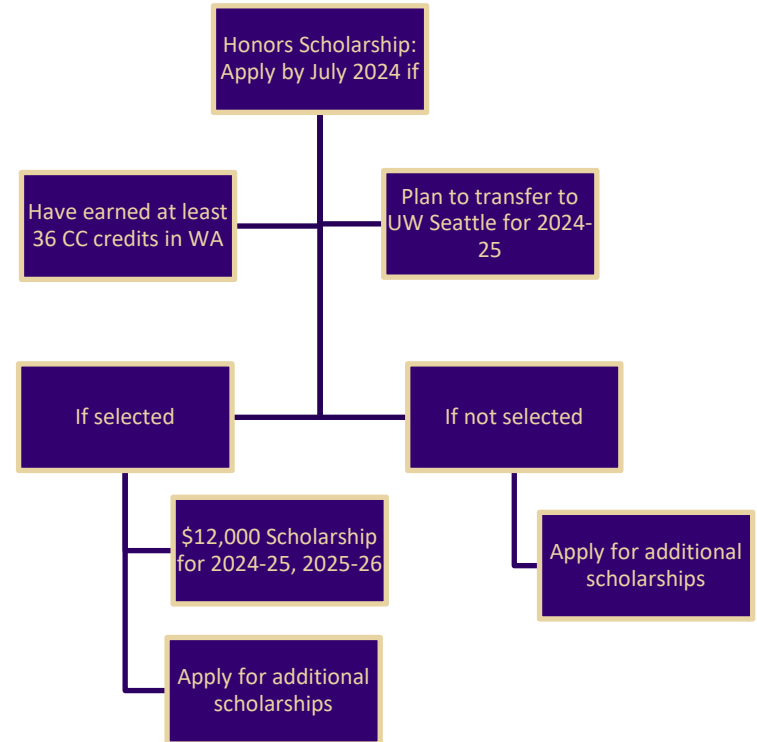 Honors Scholarship:
Apply by July 2024 if
Have earned at least
36 CC credits in WA
Plan to transfer to
UW Seattle for 2024-
25
If selected
If not selected
$12,000 Scholarship
for 2024-25, 2025-26
Apply for additional
scholarships
Apply for additional
scholarships